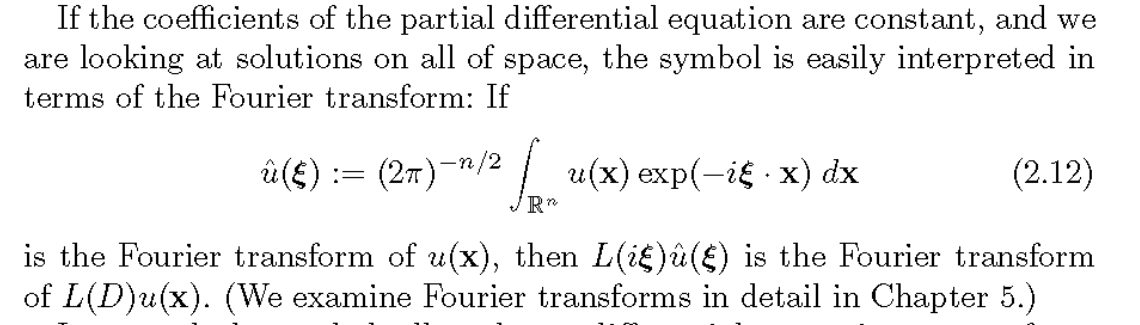 If the coefficients of the partial differential equation are constant, and we
are looking at solutions on all of space, the symbol is easily interpreted in
terms of the Fourier transform: If
û(ξ) := (2π)^{-n/2} ∫_{ℝ^n} u(x) exp(−iξ · x) dx (2.12)
is the Fourier transform of u(x), then L(iξ)û(ξ) is the Fourier transform
of L(D)u(x). (We examine Fourier transforms in detail in Chapter 5.)